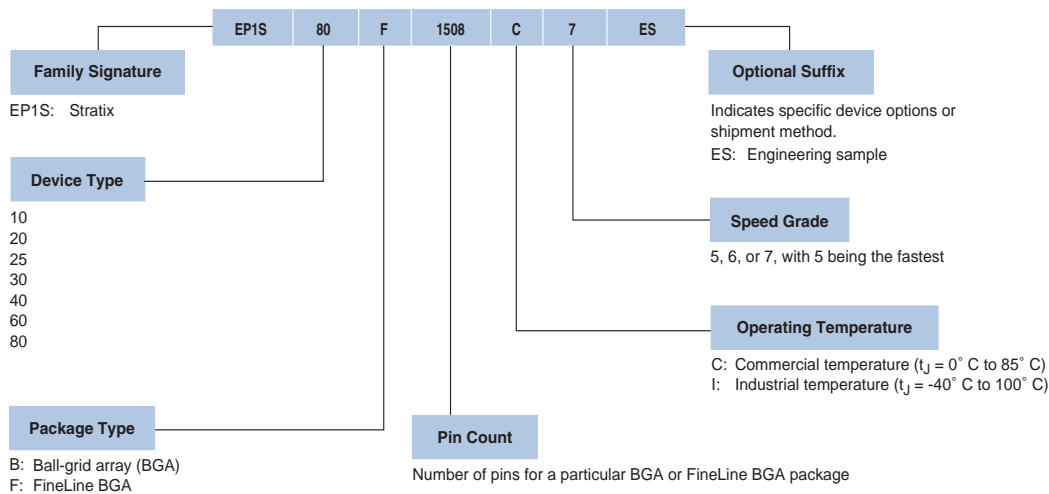 EP1S 80 F 1508 C 7 ES
Family Signature
EP1S: Stratix
Optional Suffix
Indicates specific device options or
shipment method.
ES: Engineering sample
Device Type
10
20
25
30
40
60
80
Speed Grade
5, 6, or 7, with 5 being the fastest
Operating Temperature
C: Commercial temperature (tJ = 0˚ C to 85˚ C)
I: Industrial temperature (tJ = -40˚ C to 100˚ C)
Package Type
B: Ball-grid array (BGA)
F: FineLine BGA
Pin Count
Number of pins for a particular BGA or FineLine BGA package